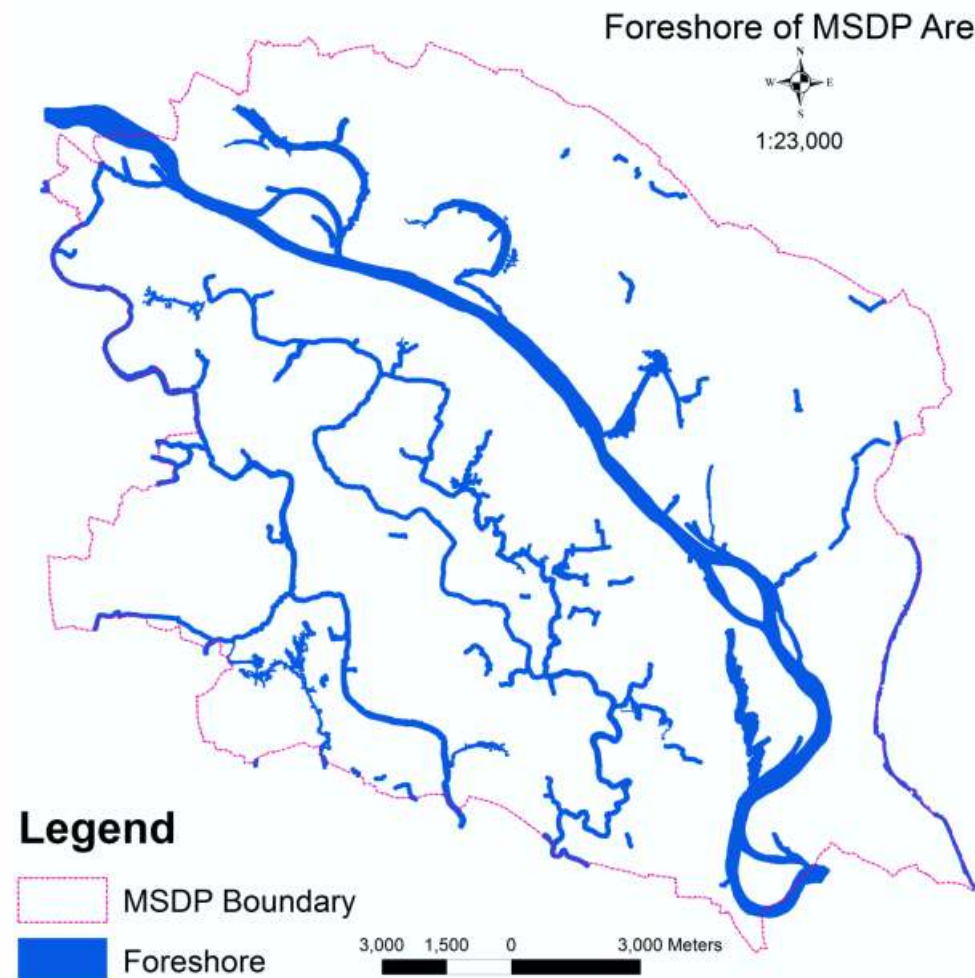 Foreshore of MSDP Are
N
W E
S
1:23,000
Legend
MSDP Boundary
Foreshore
3,000 1,500 0 3,000 Meters